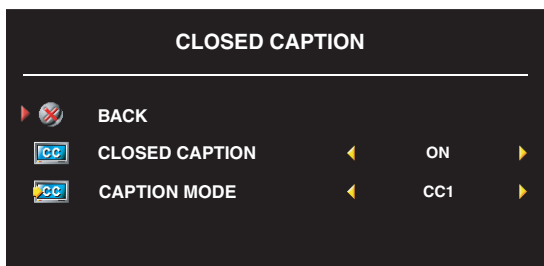 CLOSED CAPTION
BACK
CC CLOSED CAPTION ON
CC CAPTION MODE CC1